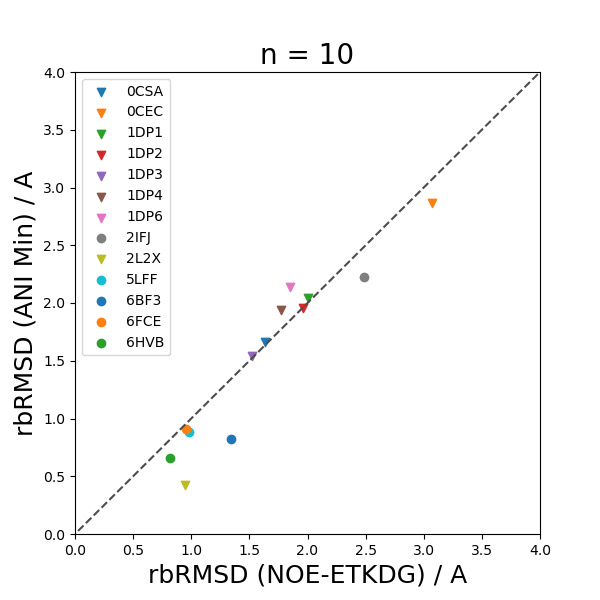 n = 10
rbRMSD (ANI Min) / A
4.0
3.5
3.0
2.5
2.0
1.5
1.0
0.5
0.0
0CSA
0CEC
1DP1
1DP2
1DP3
1DP4
1DP6
2IFJ
2L2X
5LFF
6BF3
6FCE
6HVB
0.0 0.5 1.0 1.5 2.0 2.5 3.0 3.5 4.0
rbRMSD (NOE-ETKDG) / A